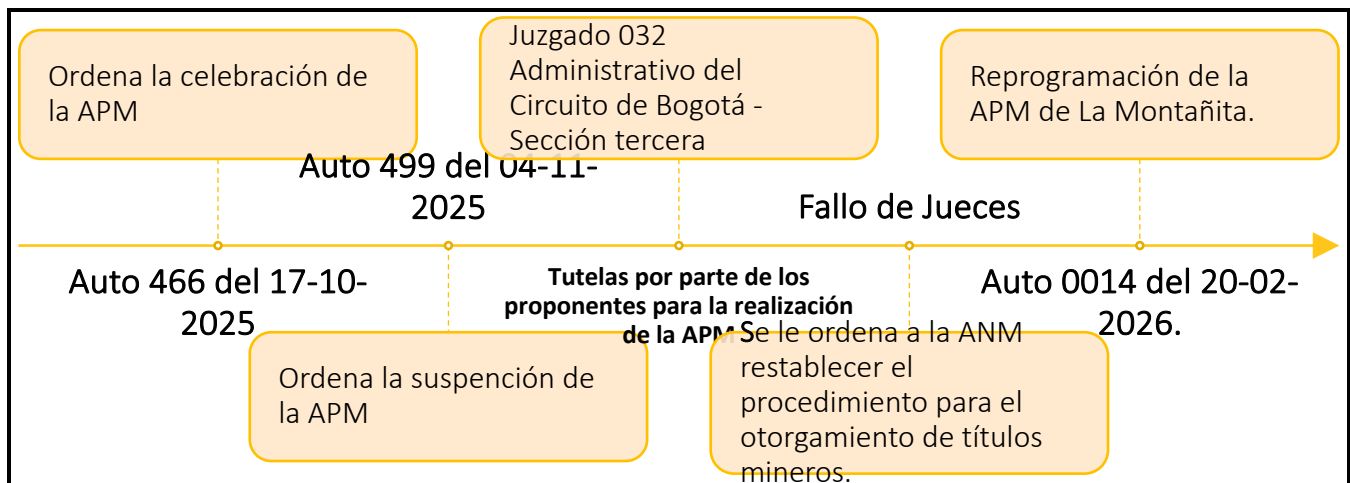 Ordena la celebración de
la APM
Auto 466 del 17-10-
2025
Auto 499 del 04-11-
2025
Ordena la suspención de
la APM
Juzgado 032
Administrativo del
Circuito de Bogotá -
Sección tercera
Tutelas por parte de los
proponentes para la realización
de la APM
Fallo de Jueces
Se le ordena a la ANM
restablecer el
procedimiento para el
otorgamiento de títulos
mineros.
Reprogramación de la
APM de La Montañita.
Auto 0014 del 20-02-
2026.